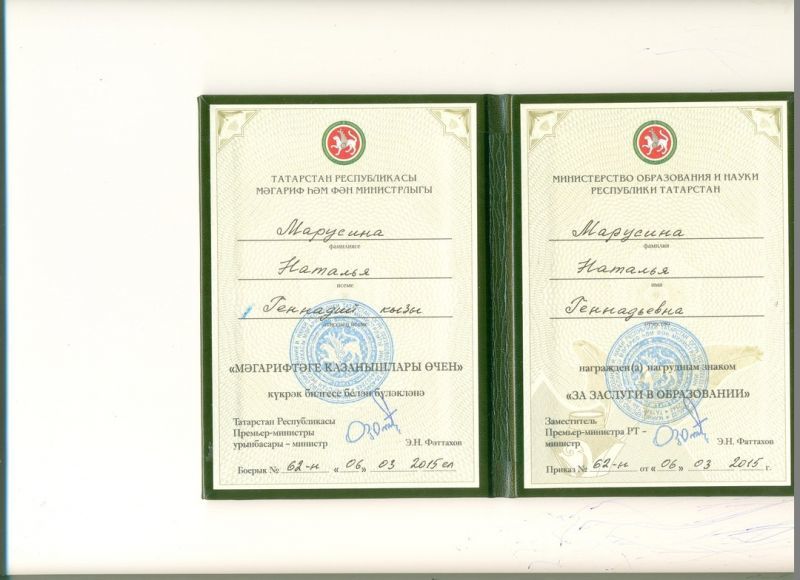 ТАТАРСТАН РЕСПУБЛИКАСЫ
МӘГАРИФ ҺӘМ ФӘН МИНИСТРЛЫГЫ
Марусина
фамилиясе
Наталья
исеме
Геннадий кызы
«МӘГАРИФТӘГЕ КАЗАНЫШЛАРЫ ӨЧЕН»
күкрәк билгесе белән бүләкләнә
Татарстан Республикасы
Премьер-министры
урынбасары – министр
Э.Н. Фәттахов
Боерык № 62-н «06» 03 2015 ел
МИНИСТЕРСТВО ОБРАЗОВАНИЯ И НАУКИ
РЕСПУБЛИКИ ТАТАРСТАН
Марусина
фамилия
Наталья
имя
Геннадьевна
отчество
награжден(а) нагрудным знаком
«ЗА ЗАСЛУГИ В ОБРАЗОВАНИИ»
Заместитель
Премьер-министра РТ –
министр
Э.Н. Фаттахов
Приказ № 62-н от «06» 03 2015 г.